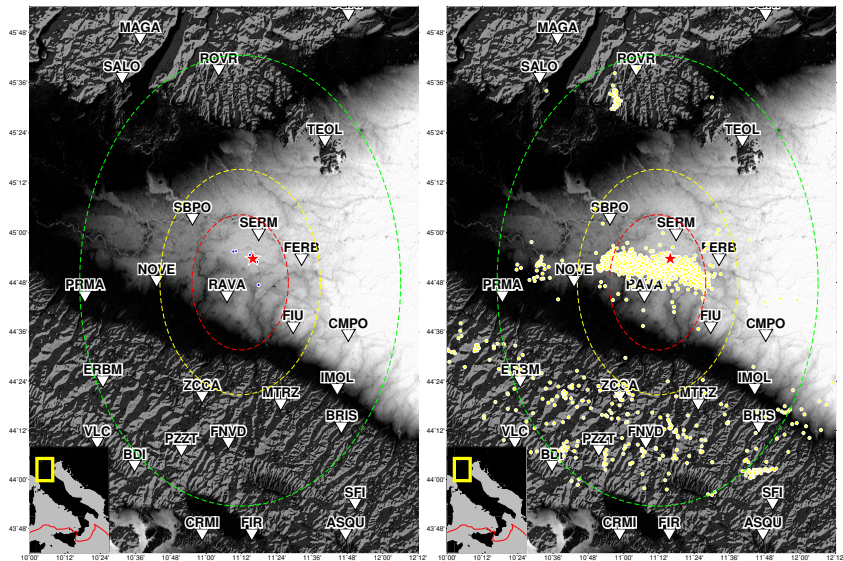 MAGA
SALO
ROVR
TEOL
SBPO
SERM
FERB
NOVE
PRMA
RAVA
FIU
CMPO
ERBM
ZCCA
MTRZ
IMOL
BRIS
VLC
PZZT
FNVD
BDI
SFI
CRMI
FIR
ASQU
45˚48'
45˚36'
45˚24'
45˚12'
45˚00'
44˚48'
44˚36'
44˚24'
44˚12'
44˚00'
43˚48'
10˚00' 10˚12' 10˚24' 10˚36' 10˚48' 11˚00' 11˚12' 11˚24' 11˚36' 11˚48' 12˚00' 12˚12'
MAGA
SALO
ROVR
TEOL
SBPO
SERM
FERB
NOVE
PRMA
RAVA
FIU
CMPO
ERBM
ZCCA
MTRZ
IMOL
BRIS
VLC
PZZT
FNVD
BDI
SFI
CRMI
FIR
ASQU
45˚48'
45˚36'
45˚24'
45˚12'
45˚00'
44˚48'
44˚36'
44˚24'
44˚12'
44˚00'
43˚48'
10˚00' 10˚12' 10˚24' 10˚36' 10˚48' 11˚00' 11˚12' 11˚24' 11˚36' 11˚48' 12˚00' 12˚12'